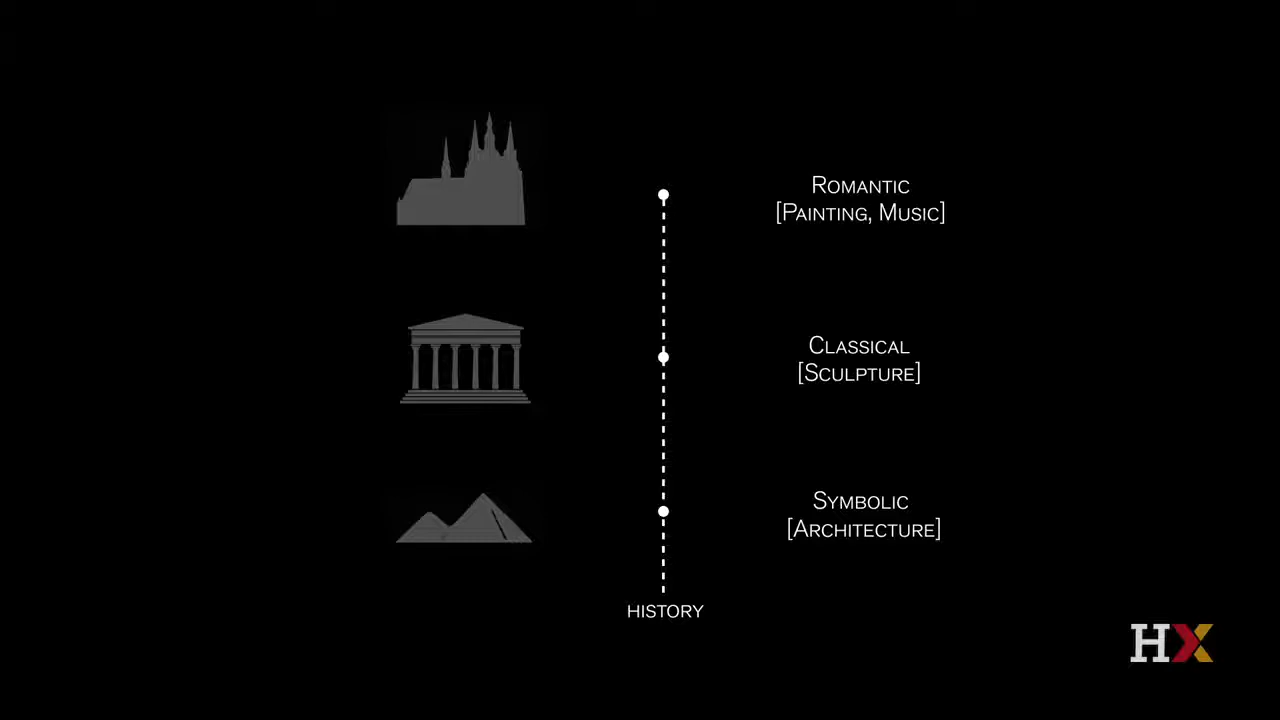 Romantic
[Painting, Music]
Classical
[Sculpture]
Symbolic
[Architecture]
HISTORY
HX